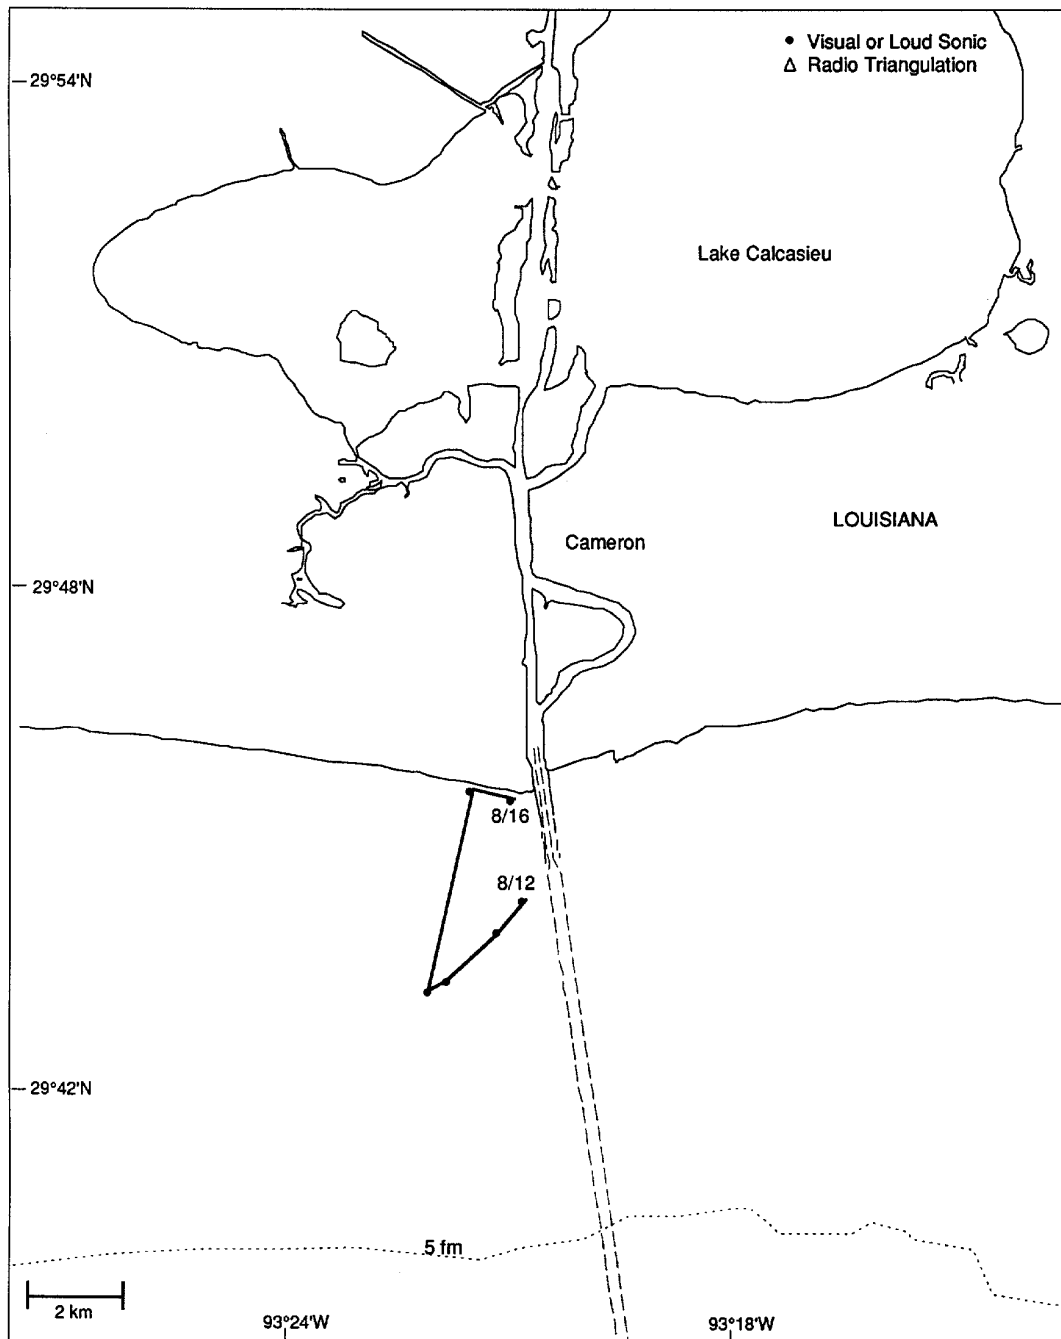 ● Visual or Loud Sonic
△ Radio Triangulation
29°54'N
Lake Calcasieu
LOUISIANA
Cameron
29°48'N
8/16
8/12
29°42'N
5 fm
2 km
93°24'W
93°18'W